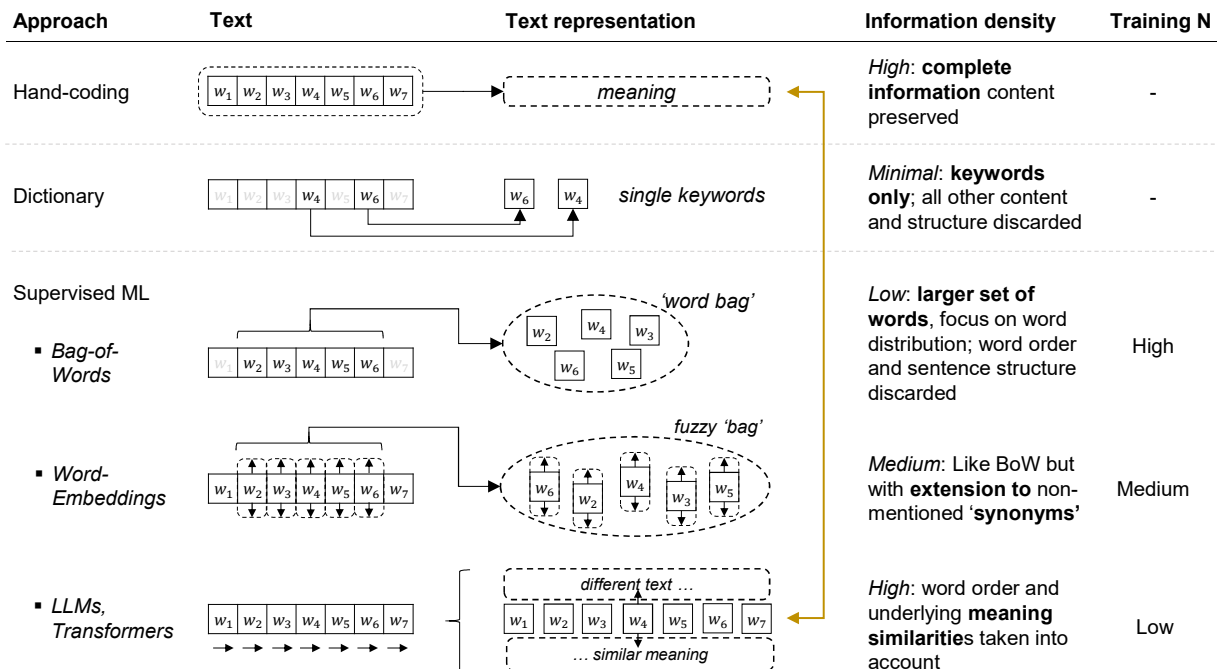 Approach Text Text representation Information density Training N
Hand-coding
w₁ w₂ w₃ w₄ w₅ w₆ w₇
meaning
High: complete
information content
preserved
-
Dictionary
w₁ w₂ w₃ w₄ w₅ w₆ w₇
w₆ w₄ single keywords
Minimal: keywords
only; all other content
and structure discarded
-
Supervised ML
▪ Bag-of-
Words
w₁ w₂ w₃ w₄ w₅ w₆ w₇
'word bag'
w₂ w₄ w₃
w₆ w₅
Low: larger set of
words, focus on word
distribution; word order
and sentence structure
discarded
High
▪ Word-
Embeddings
w₁ w₂ w₃ w₄ w₅ w₆ w₇
fuzzy 'bag'
w₆ w₂ w₄ w₃ w₅
Medium: Like BoW but
with extension to non-
mentioned 'synonyms'
Medium
▪ LLMs,
Transformers
w₁ w₂ w₃ w₄ w₅ w₆ w₇
different text …
w₁ w₂ w₃ w₄ w₅ w₆ w₇
… similar meaning
High: word order and
underlying meaning
similarities taken into
account
Low